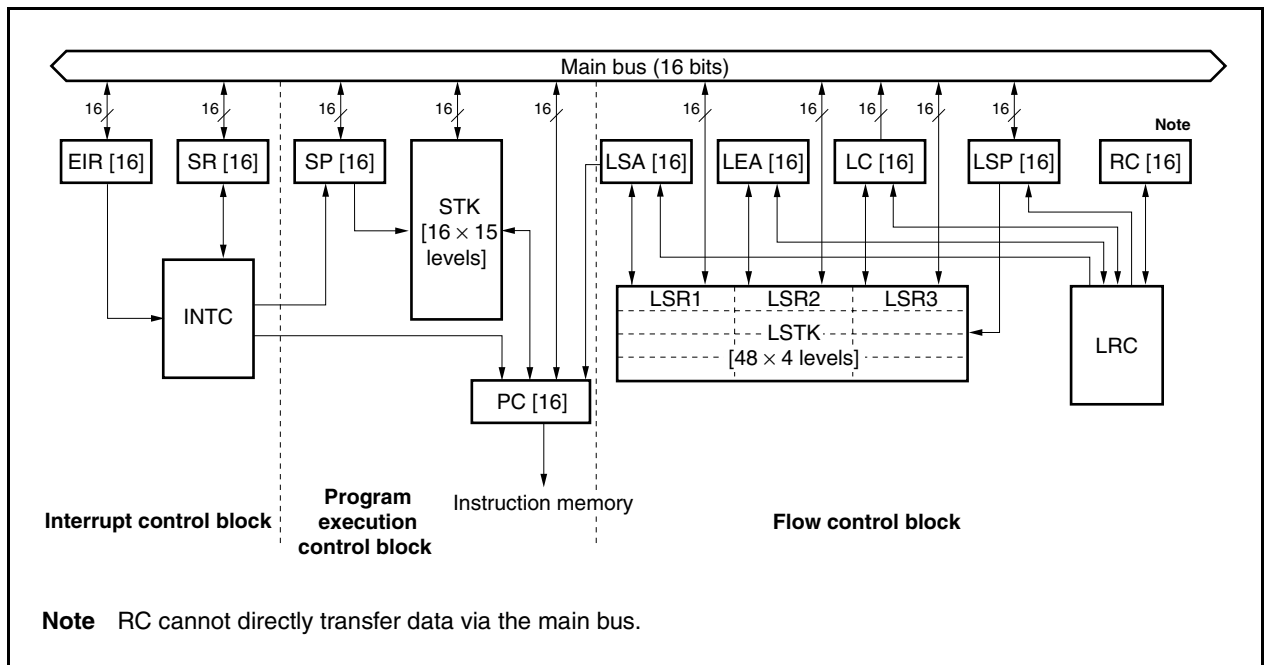 Main bus (16 bits)
16 16 16 16 16 16 16 16 16 16
Note
EIR [16] SR [16] SP [16] LSA [16] LEA [16] LC [16] LSP [16] RC [16]
STK
[16 × 15
levels]
INTC
LSR1 LSR2 LSR3
LSTK
[48 × 4 levels]
LRC
PC [16]
Instruction memory
Interrupt control block
Program
execution
control block
Flow control block
Note RC cannot directly transfer data via the main bus.